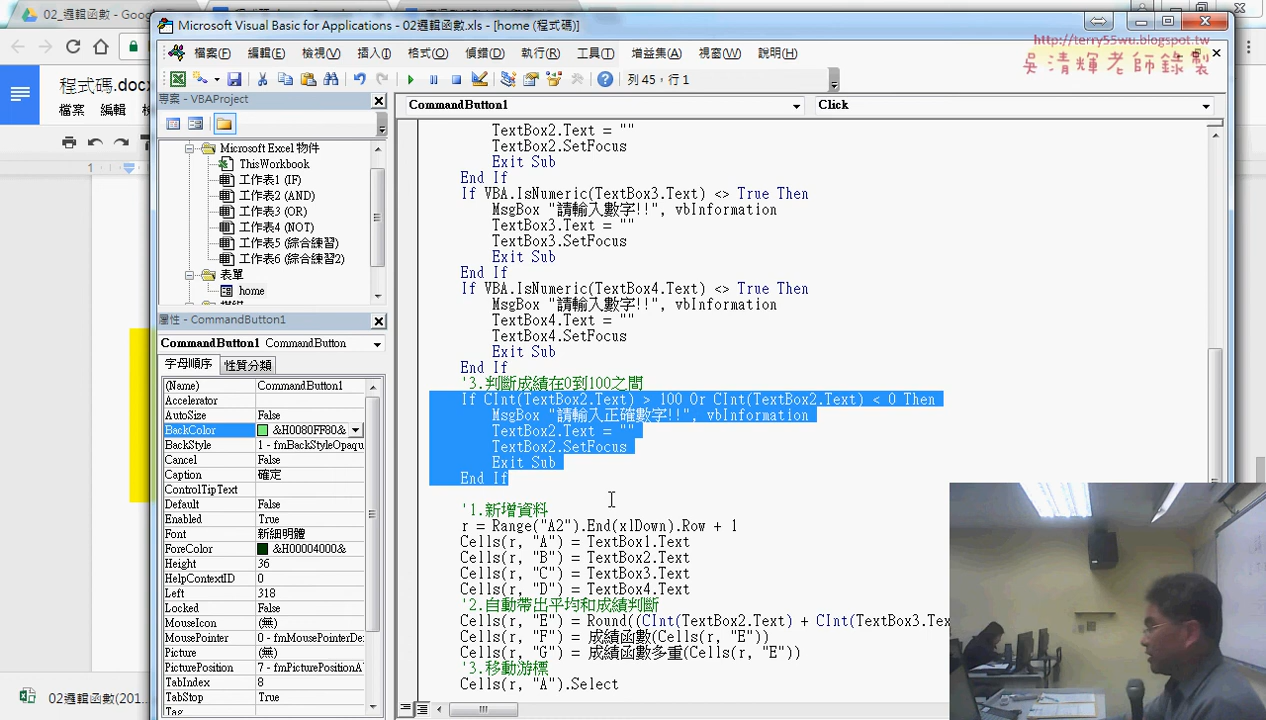 02_邏輯函數 - Goog
Microsoft Visual Basic for Applications - 02邏輯函數.xls - [home (程式碼)]
http://terry55wu.blogspot.tw
吳清輝老師錄製
檔案(F) 編輯(E) 檢視(V) 插入(I) 格式(O) 偵錯(D) 執行(R) 工具(T) 增益集(A) 視窗(W) 說明(H)
列 45，行 1
程式碼.docx
檔案 編輯
專案 - VBAProject
CommandButton1
Click
Microsoft Excel 物件
ThisWorkbook
工作表1 (IF)
工作表2 (AND)
工作表3 (OR)
工作表4 (NOT)
工作表5 (綜合練習)
工作表6 (綜合練習2)
表單
home
屬性 - CommandButton1
CommandButton1 CommandButton
字母順序 性質分類
(Name) CommandButton1
Accelerator
AutoSize False
BackColor &H0080FF80&
BackStyle 1 - fmBackStyleOpaqu
Cancel False
Caption 確定
ControlTipText
Default False
Enabled True
Font 新細明體
ForeColor &H00004000&
Height 36
HelpContextID 0
Left 318
Locked False
MouseIcon (無)
MousePointer 0 - fmMousePointerDe
Picture (無)
PicturePosition 7 - fmPicturePositionA
TabIndex 8
TabStop True
Tag
TextBox2.Text = ""
TextBox2.SetFocus
Exit Sub
End If
If VBA.IsNumeric(TextBox3.Text) <> True Then
MsgBox "請輸入數字!!", vbInformation
TextBox3.Text = ""
TextBox3.SetFocus
Exit Sub
End If
If VBA.IsNumeric(TextBox4.Text) <> True Then
MsgBox "請輸入數字!!", vbInformation
TextBox4.Text = ""
TextBox4.SetFocus
Exit Sub
End If
'3.判斷成績在0到100之間
If CInt(TextBox2.Text) > 100 Or CInt(TextBox2.Text) < 0 Then
MsgBox "請輸入正確數字!!", vbInformation
TextBox2.Text = ""
TextBox2.SetFocus
Exit Sub
End If
'1.新增資料
r = Range("A2").End(xlDown).Row + 1
Cells(r, "A") = TextBox1.Text
Cells(r, "B") = TextBox2.Text
Cells(r, "C") = TextBox3.Text
Cells(r, "D") = TextBox4.Text
'2.自動帶出平均和成績判斷
Cells(r, "E") = Round((CInt(TextBox2.Text) + CInt(TextBox3.Te
Cells(r, "F") = 成績函數(Cells(r, "E"))
Cells(r, "G") = 成績函數多重(Cells(r, "E"))
'3.移動游標
Cells(r, "A").Select
02邏輯函數(201...